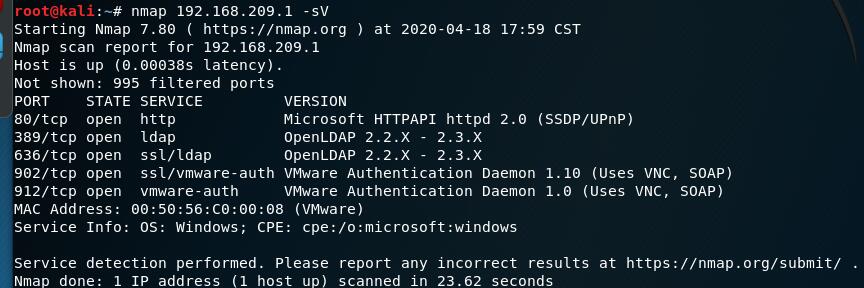 root@kali:~# nmap 192.168.209.1 -sV
Starting Nmap 7.80 ( https://nmap.org ) at 2020-04-18 17:59 CST
Nmap scan report for 192.168.209.1
Host is up (0.00038s latency).
Not shown: 995 filtered ports
PORT    STATE SERVICE         VERSION
80/tcp  open  http            Microsoft HTTPAPI httpd 2.0 (SSDP/UPnP)
389/tcp open  ldap            OpenLDAP 2.2.X - 2.3.X
636/tcp open  ssl/ldap        OpenLDAP 2.2.X - 2.3.X
902/tcp open  ssl/vmware-auth VMware Authentication Daemon 1.10 (Uses VNC, SOAP)
912/tcp open  vmware-auth     VMware Authentication Daemon 1.0 (Uses VNC, SOAP)
MAC Address: 00:50:56:C0:00:08 (VMware)
Service Info: OS: Windows; CPE: cpe:/o:microsoft:windows
Service detection performed. Please report any incorrect results at https://nmap.org/submit/ .
Nmap done: 1 IP address (1 host up) scanned in 23.62 seconds